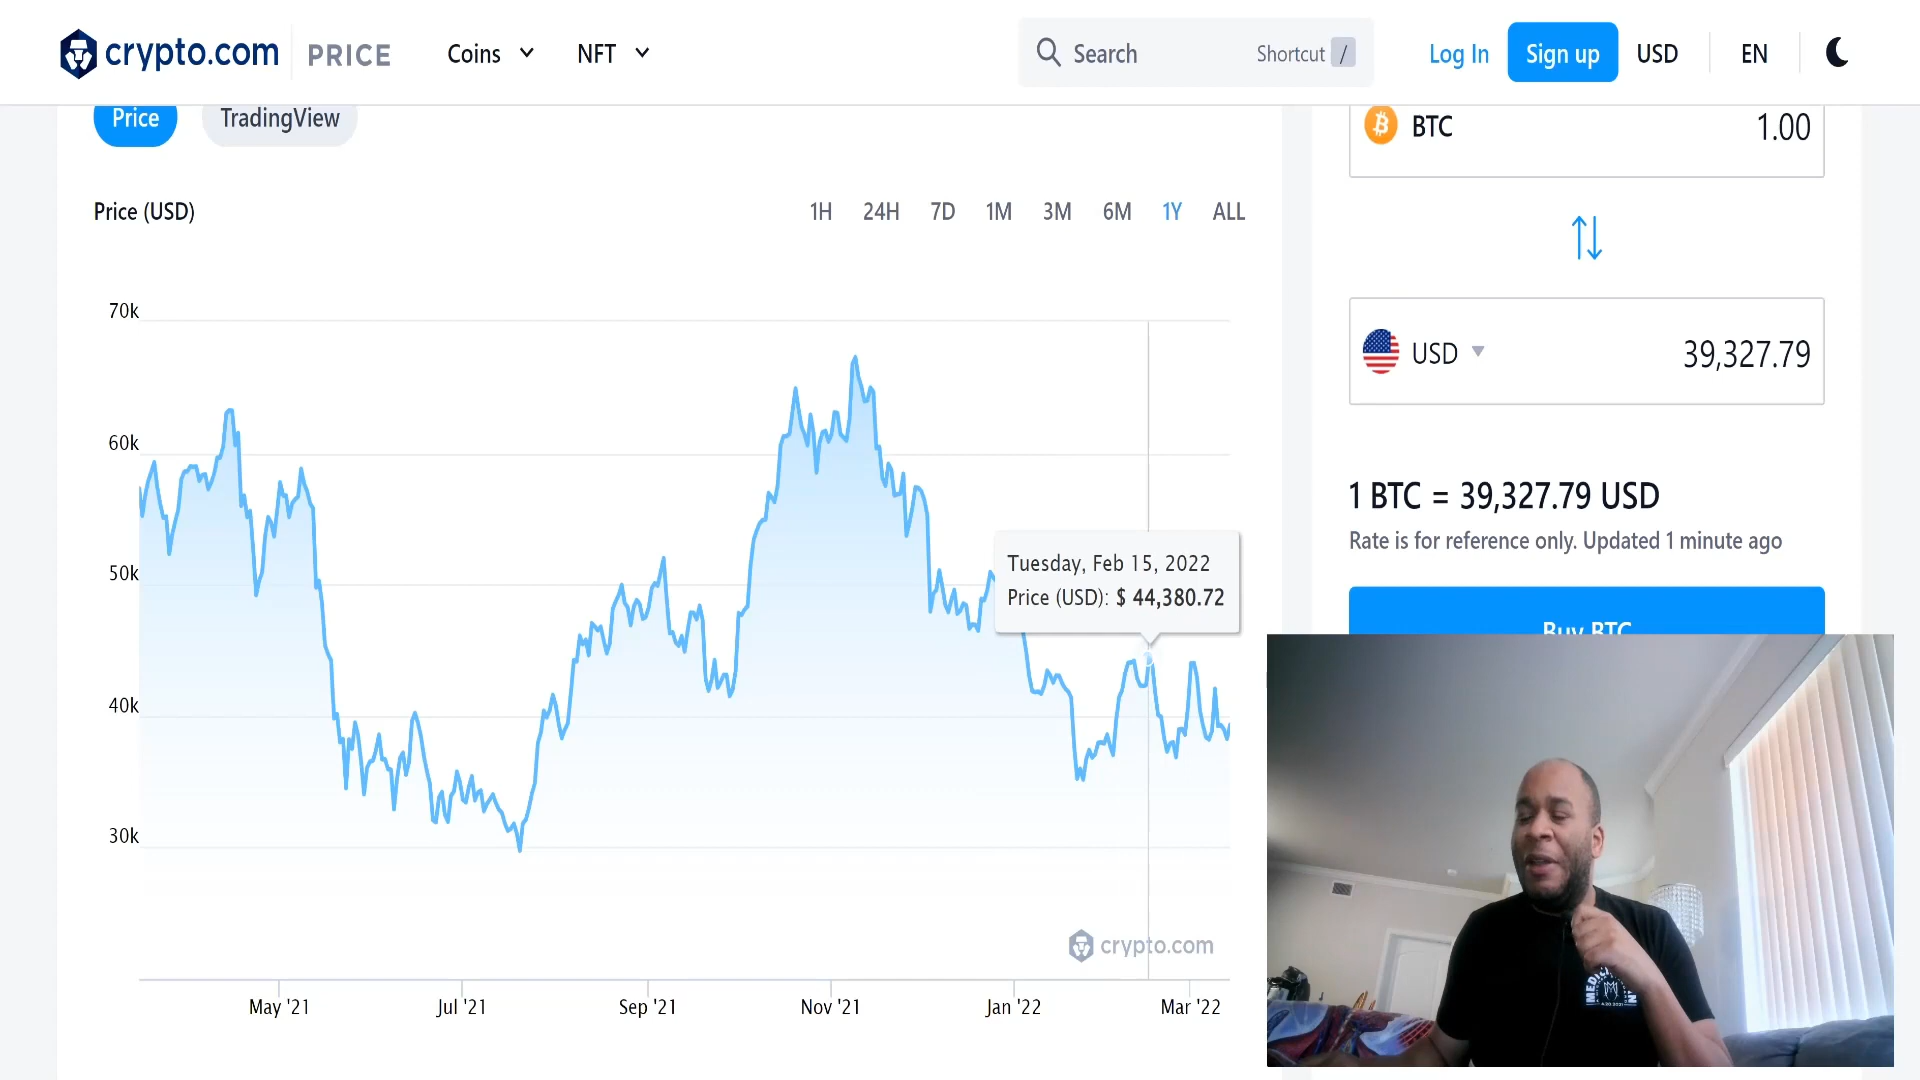 crypto.com PRICE Coins NFT Search Shortcut / Log In Sign up USD EN
Price TradingView
BTC 1.00
Price (USD) 1H 24H 7D 1M 3M 6M 1Y ALL
70k
60k
50k
40k
30k
USD 39,327.79
1 BTC = 39,327.79 USD
Rate is for reference only. Updated 1 minute ago
Tuesday, Feb 15, 2022
Price (USD): $ 44,380.72
Buy BTC
crypto.com
May '21 Jul '21 Sep '21 Nov '21 Jan '22 Mar '22